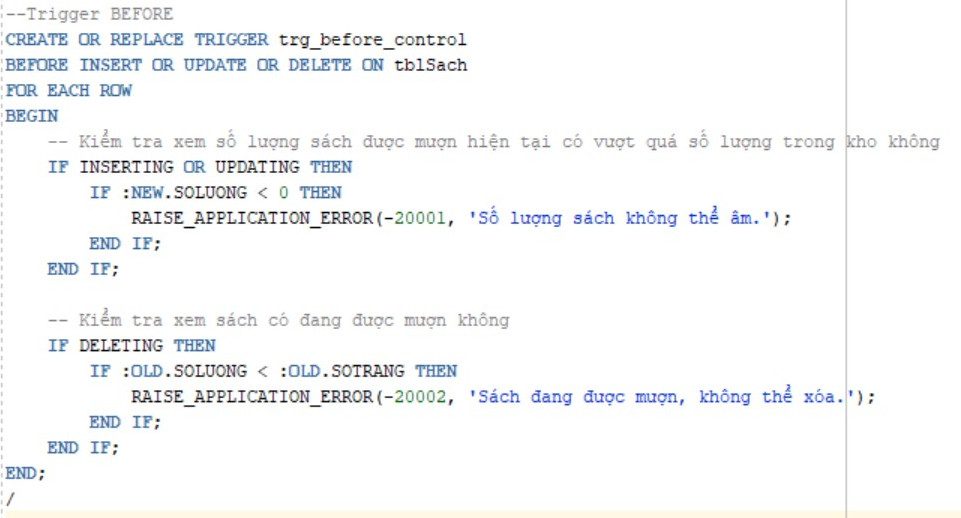 --Trigger BEFORE
CREATE OR REPLACE TRIGGER trg_before_control
BEFORE INSERT OR UPDATE OR DELETE ON tblSach
FOR EACH ROW
BEGIN
    -- Kiểm tra xem số lượng sách được mượn hiện tại có vượt quá số lượng trong kho không
    IF INSERTING OR UPDATING THEN
        IF :NEW.SOLUONG < 0 THEN
            RAISE_APPLICATION_ERROR(-20001, 'Số lượng sách không thể âm.');
        END IF;
    END IF;

    -- Kiểm tra xem sách có đang được mượn không
    IF DELETING THEN
        IF :OLD.SOLUONG < :OLD.SOTRANG THEN
            RAISE_APPLICATION_ERROR(-20002, 'Sách đang được mượn, không thể xóa.');
        END IF;
    END IF;
END;
/